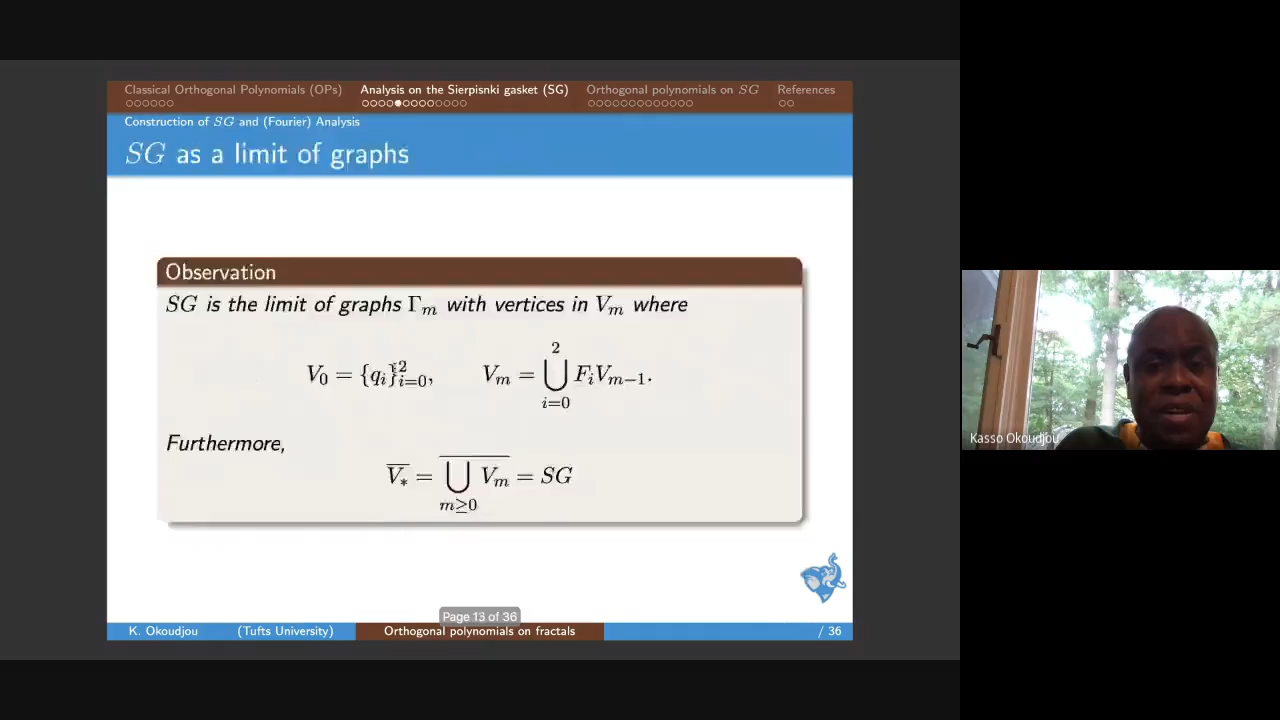 Classical Orthogonal Polynomials (OPs) Analysis on the Sierpisnki gasket (SG) Orthogonal polynomials on SG References
Construction of SG and (Fourier) Analysis
SG as a limit of graphs
Observation
SG is the limit of graphs Γ_m with vertices in V_m where
V_0 = {q_i}_{i=0}^2, V_m = ⋃_{i=0}^{2} F_i V_{m−1}.
Furthermore,
\overline{V_*} = \overline{⋃_{m≥0} V_m} = SG
Kasso Okoudjou
Page 13 of 36
K. Okoudjou (Tufts University) Orthogonal polynomials on fractals / 36